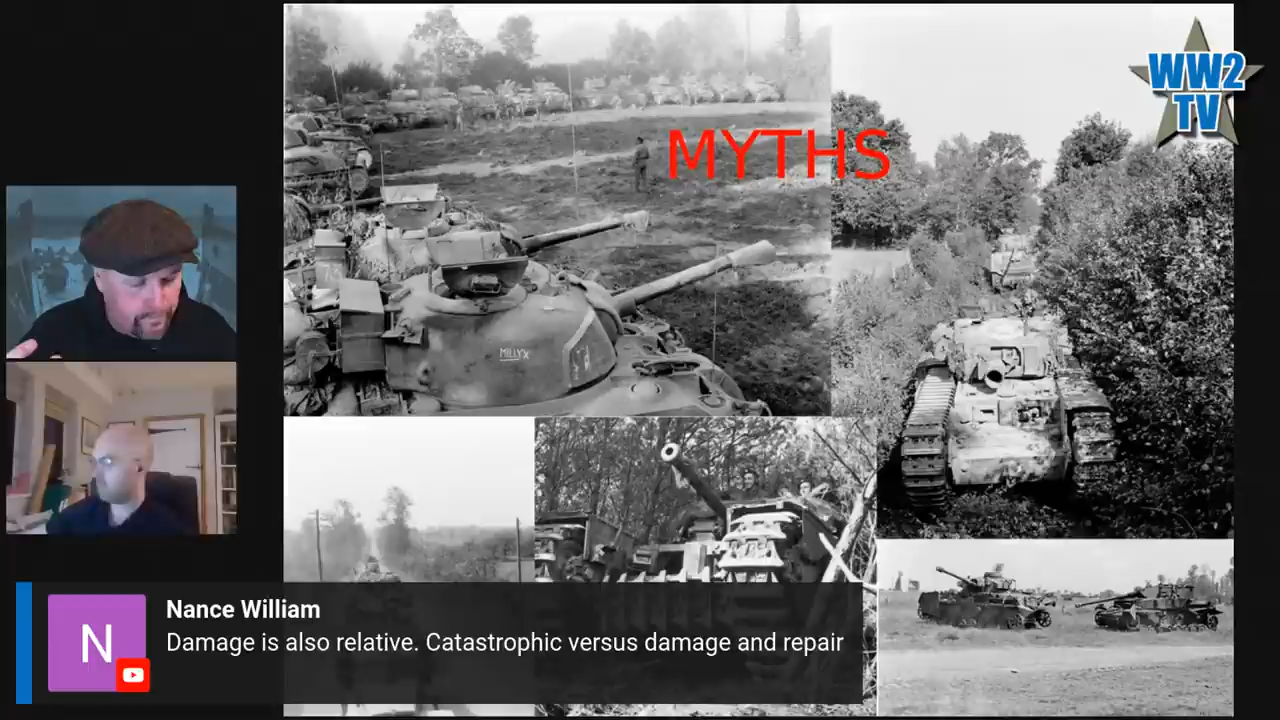 WW2
TV
MYTHS
MILLY
N
Nance William
Damage is also relative. Catastrophic versus damage and repair